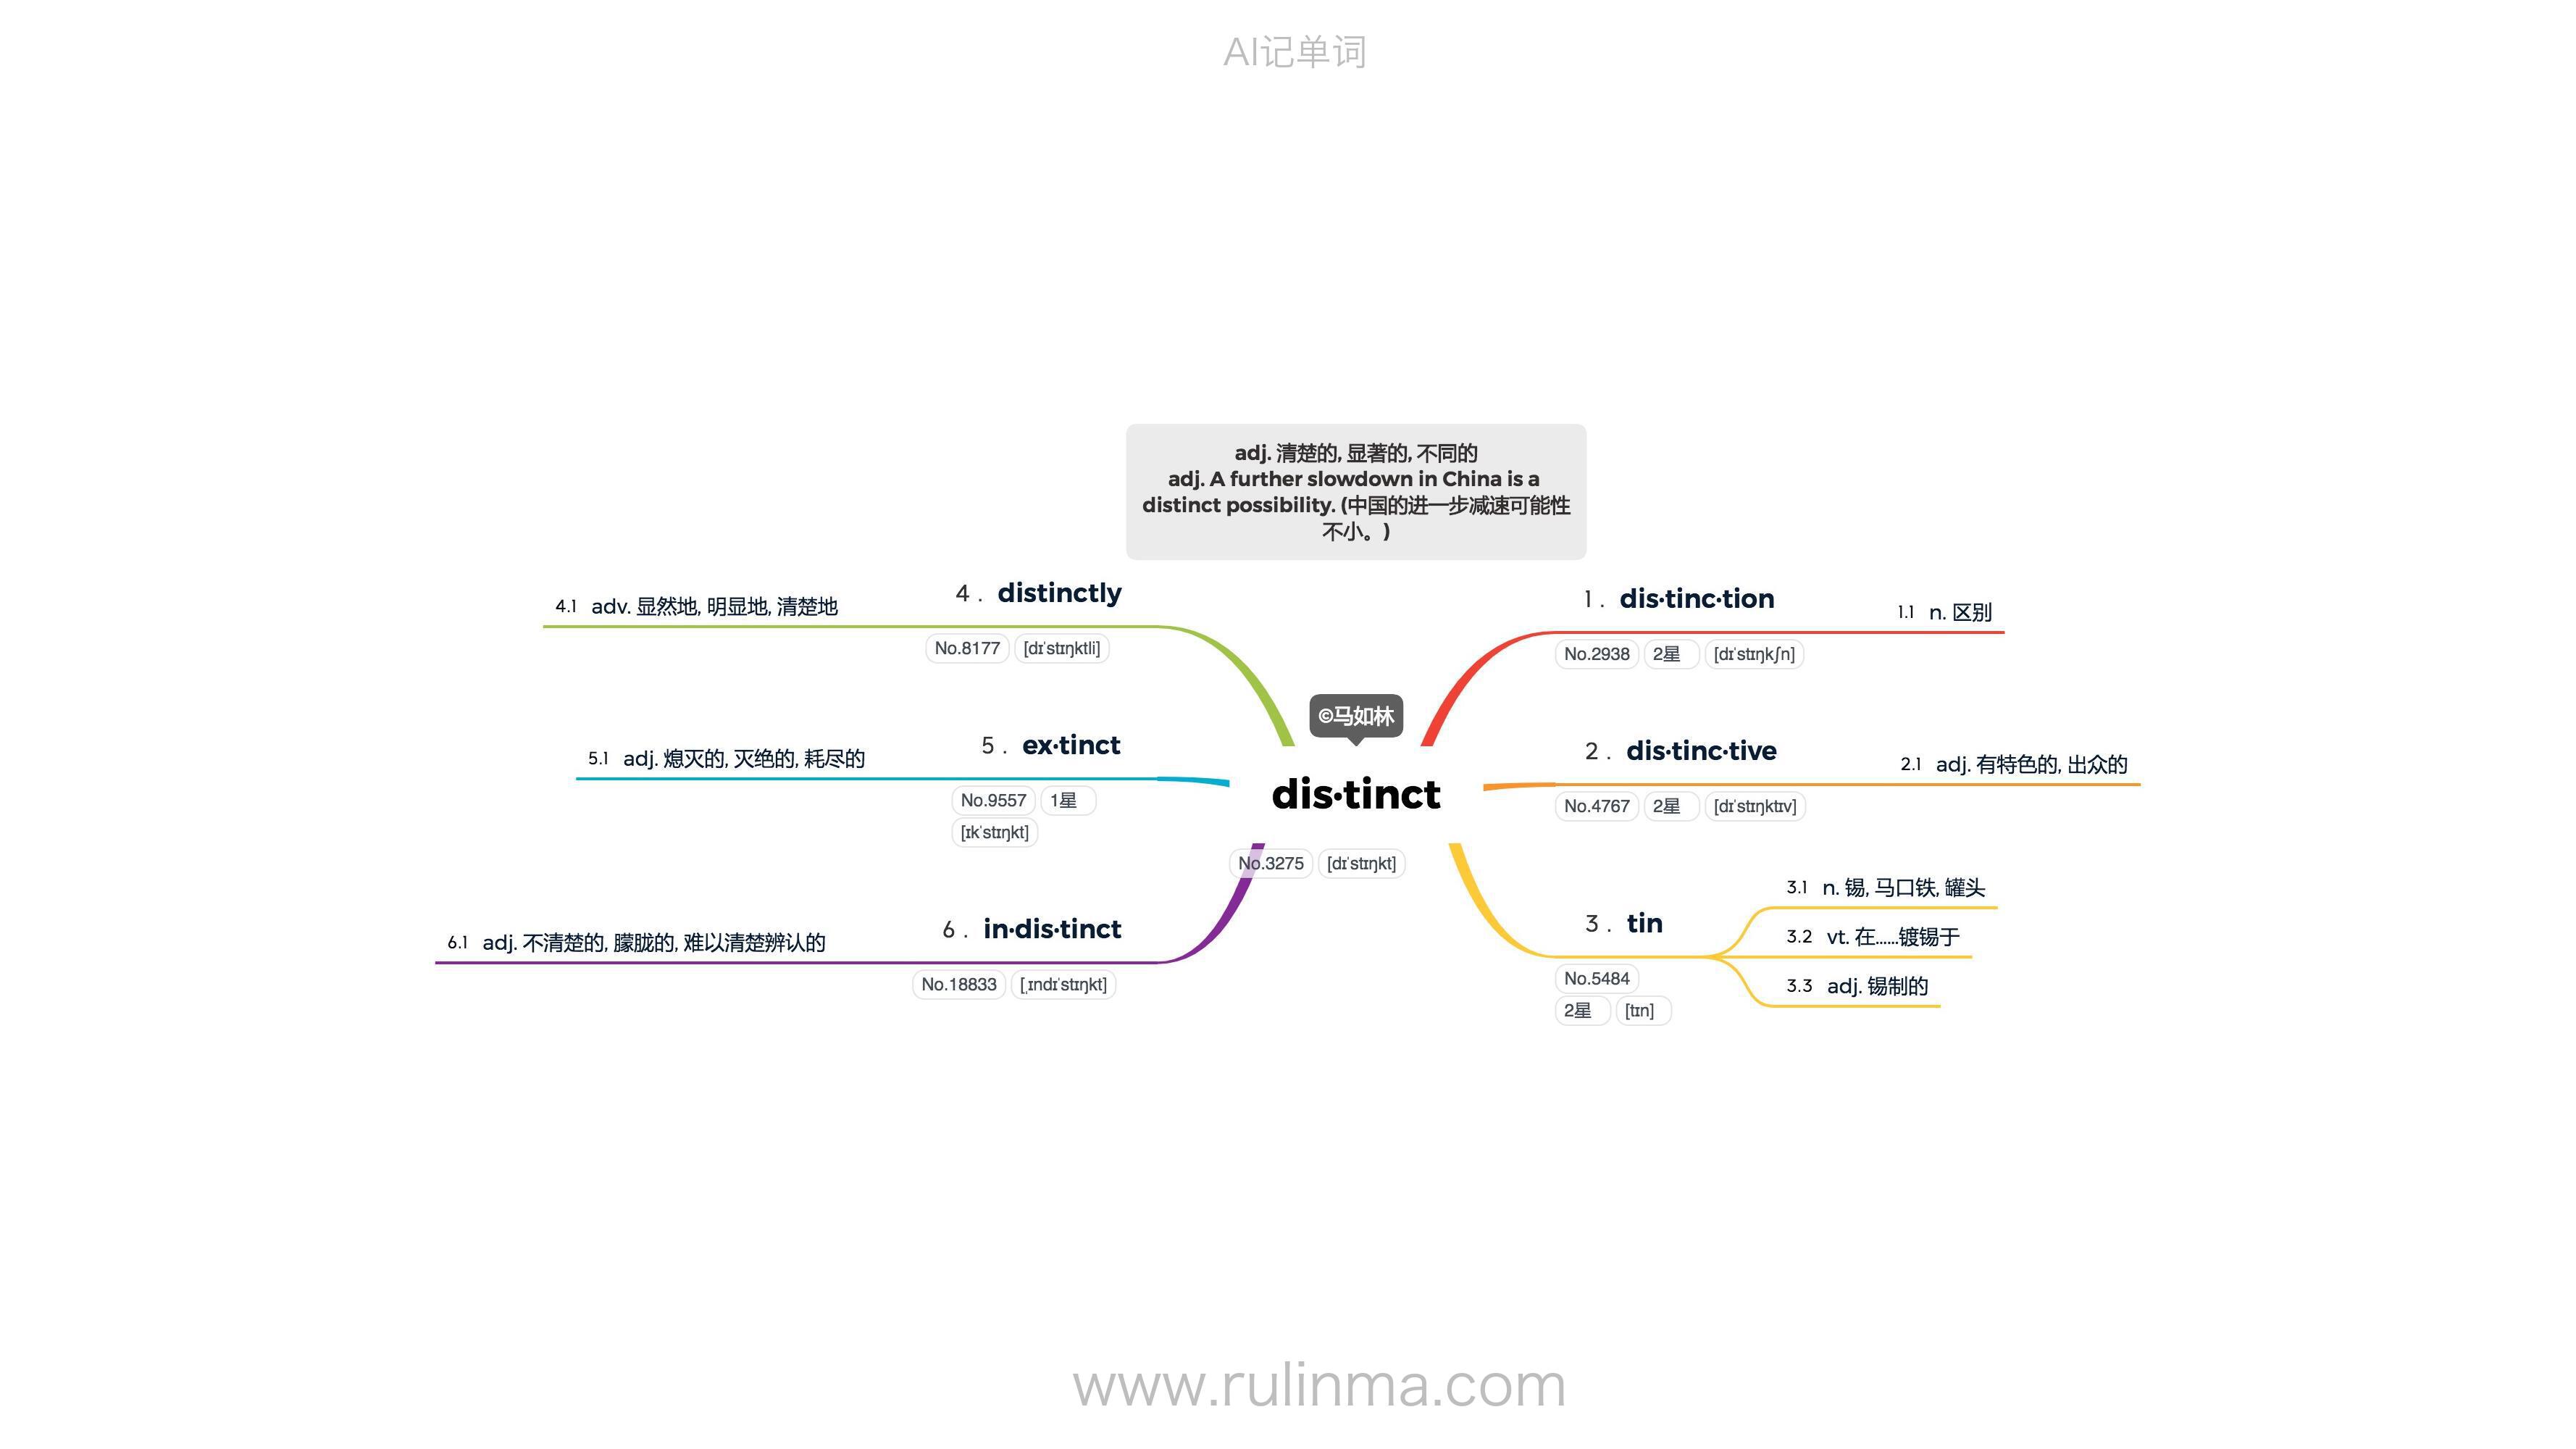 AI记单词
adj. 清楚的, 显著的, 不同的
adj. A further slowdown in China is a
distinct possibility. (中国的进一步减速可能性
不小。)
©马如林
dis·tinct
No.3275 [dɪˈstɪŋkt]
1 . dis·tinc·tion
No.2938 2星 [dɪˈstɪŋkʃn]
1.1 n. 区别
2 . dis·tinc·tive
No.4767 2星 [dɪˈstɪŋktɪv]
2.1 adj. 有特色的, 出众的
3 . tin
No.5484
2星 [tɪn]
3.1 n. 锡, 马口铁, 罐头
3.2 vt. 在……镀锡于
3.3 adj. 锡制的
4 . distinctly
No.8177 [dɪˈstɪŋktli]
4.1 adv. 显然地, 明显地, 清楚地
5 . ex·tinct
No.9557 1星
[ɪkˈstɪŋkt]
5.1 adj. 熄灭的, 灭绝的, 耗尽的
6 . in·dis·tinct
No.18833 [ˌɪndɪˈstɪŋkt]
6.1 adj. 不清楚的, 朦胧的, 难以清楚辨认的
www.rulinma.com